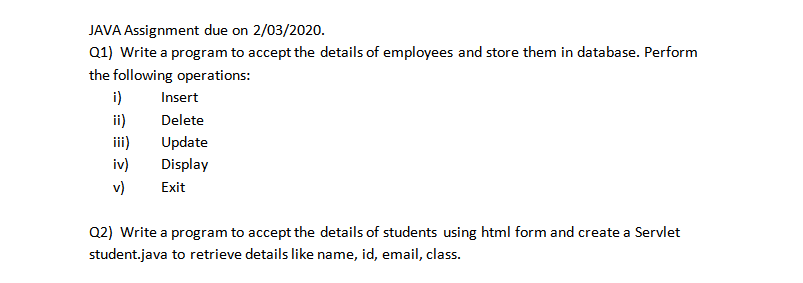 JAVA Assignment due on 2/03/2020.
Q1) Write a program to accept the details of employees and store them in database. Perform
the following operations:
i) Insert
ii) Delete
iii) Update
iv) Display
v) Exit
Q2) Write a program to accept the details of students using html form and create a Servlet
student.java to retrieve details like name, id, email, class.